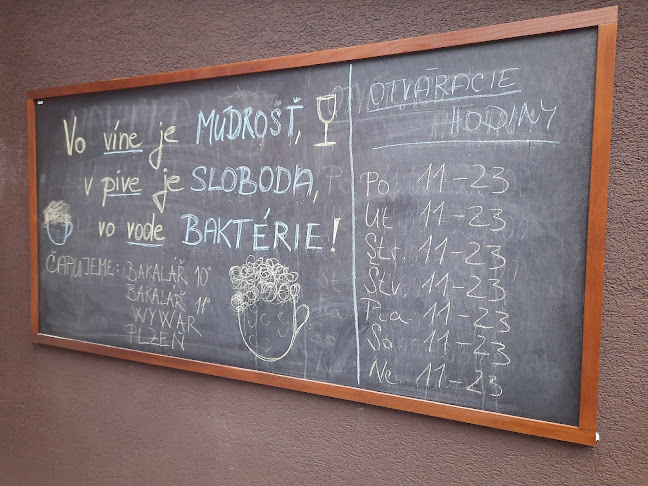 Vo víne je MÚDROSŤ,
v pive je SLOBODA,
vo vode BAKTÉRIE!
ČAPUJEME: BAKALÁŘ 10°
BAKALÁŘ 11°
WYWAR
PLZEŇ
OTVÁRACIE
HODINY
Po 11-23
Ut 11-23
Str. 11-23
Štv. 11-23
Pia 11-23
So 11-23
Ne 11-23